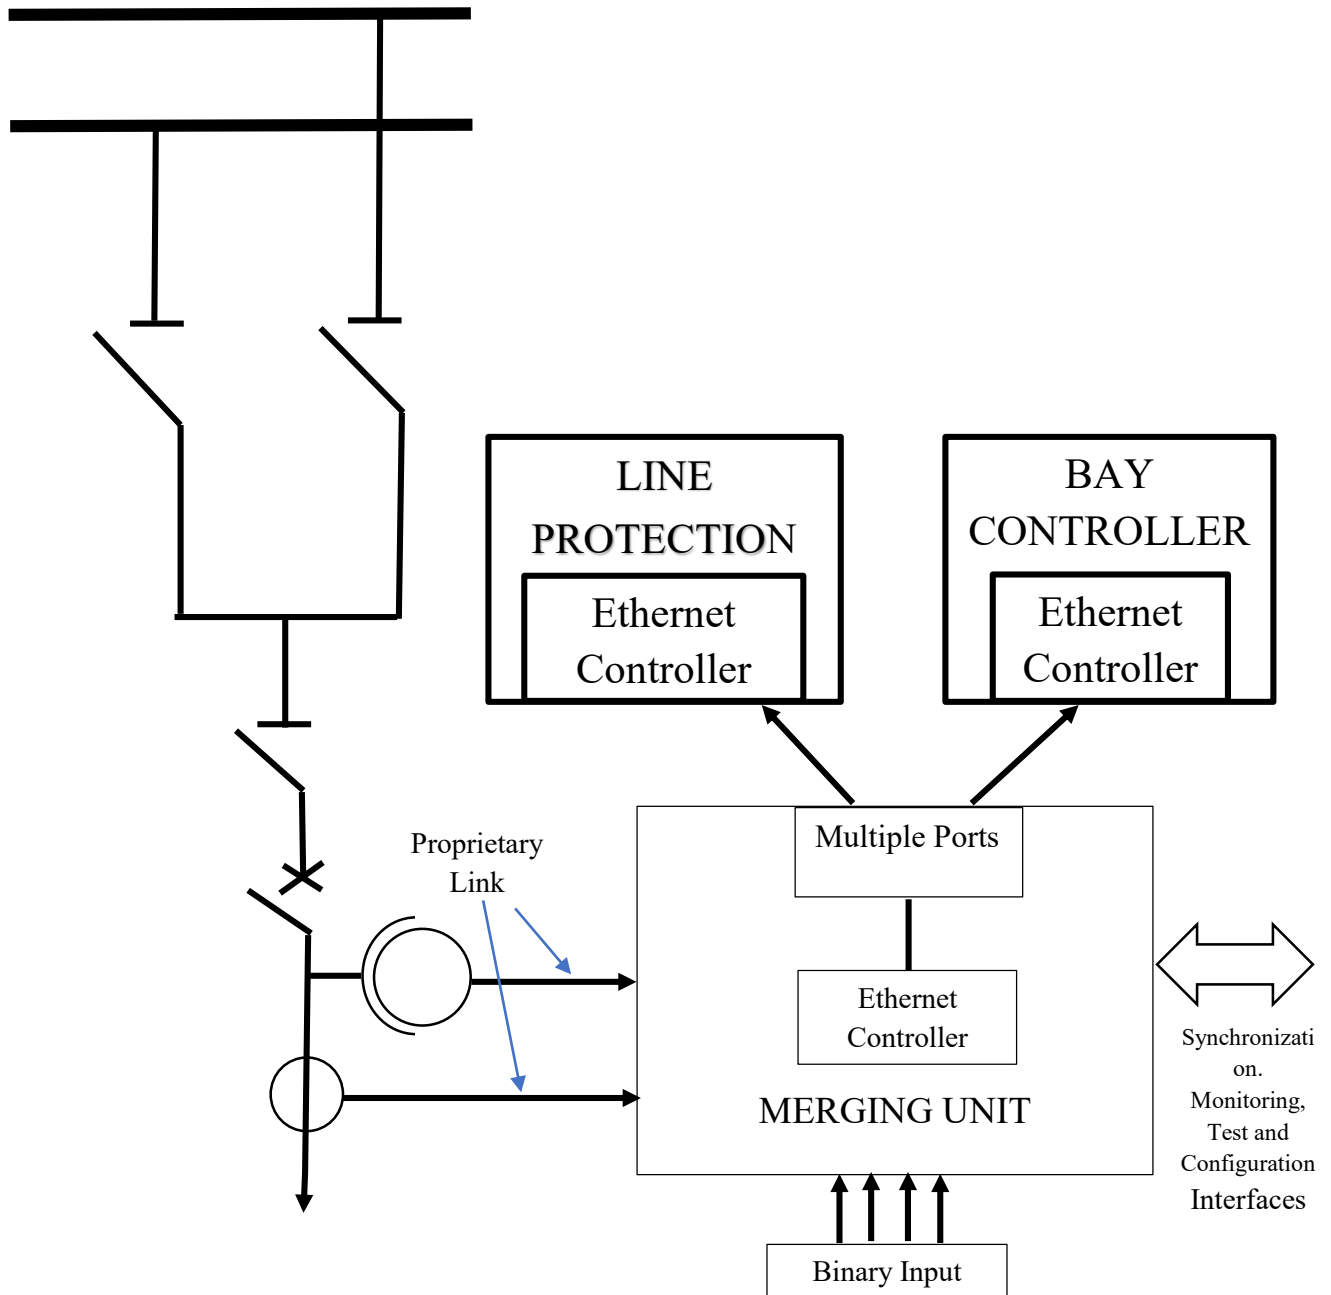 LINE
PROTECTION
Ethernet
Controller
BAY
CONTROLLER
Ethernet
Controller
Proprietary
Link
Multiple Ports
Ethernet
Controller
MERGING UNIT
Synchronizati
on.
Monitoring,
Test and
Configuration
Interfaces
Binary Input